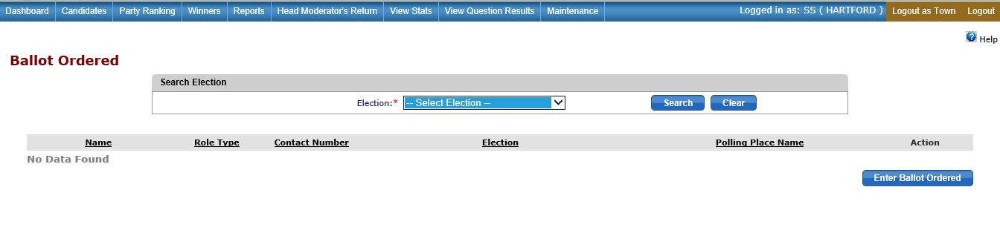 Dashboard Candidates Party Ranking Winners Reports Head Moderator's Return View Stats View Question Results Maintenance Logged in as: SS ( HARTFORD ) Logout as Town Logout
Help
Ballot Ordered
Search Election
Election:* -- Select Election -- Search Clear
Name Role Type Contact Number Election Polling Place Name Action
No Data Found
Enter Ballot Ordered